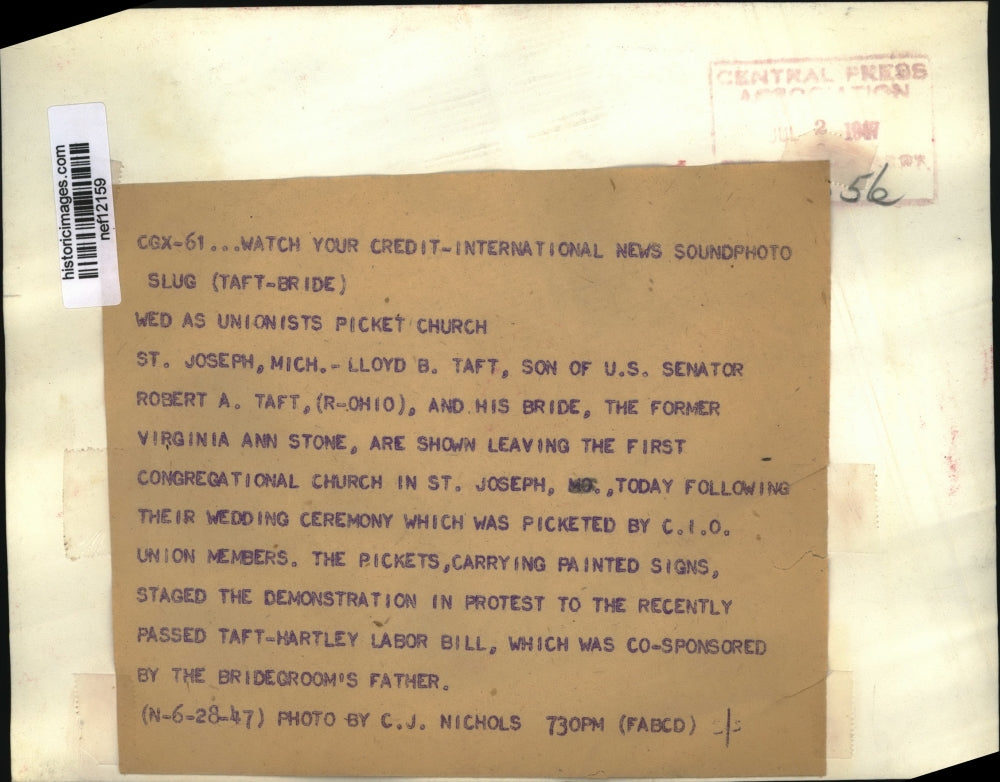 CENTRAL PRESS
ASSOCIATION
JUL 2 1947
56
historicimages.com
nef12159
CGX-61...WATCH YOUR CREDIT-INTERNATIONAL NEWS SOUNDPHOTO
SLUG (TAFT-BRIDE)
WED AS UNIONISTS PICKET CHURCH
ST. JOSEPH, MICH.- LLOYD B. TAFT, SON OF U.S. SENATOR
ROBERT A. TAFT,(R-OHIO), AND HIS BRIDE, THE FORMER
VIRGINIA ANN STONE, ARE SHOWN LEAVING THE FIRST
CONGREGATIONAL CHURCH IN ST. JOSEPH, MO.,TODAY FOLLOWING
THEIR WEDDING CEREMONY WHICH WAS PICKETED BY C.I.O.
UNION MEMBERS. THE PICKETS,CARRYING PAINTED SIGNS,
STAGED THE DEMONSTRATION IN PROTEST TO THE RECENTLY
PASSED TAFT-HARTLEY LABOR BILL, WHICH WAS CO-SPONSORED
BY THE BRIDEGROOM'S FATHER.
(N-6-28-47) PHOTO BY C.J. NICHOLS 730PM (FABCD)